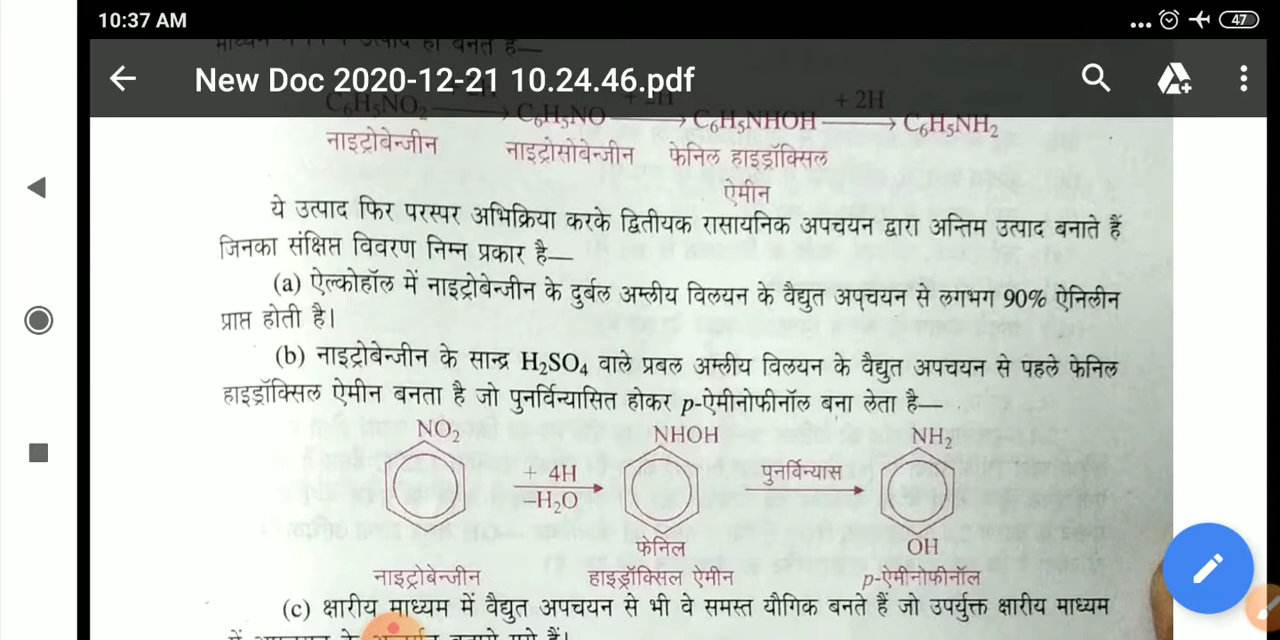 10:37 AM
47
New Doc 2020-12-21 10.24.46.pdf
C₆H₅NO₂ C₆H₅NO C₆H₅NHOH + 2H C₆H₅NH₂
नाइट्रोबेन्जीन नाइट्रोसोबेन्जीन फेनिल हाइड्रॉक्सिल
ऐमीन
ये उत्पाद फिर परस्पर अभिक्रिया करके द्वितीयक रासायनिक अपचयन द्वारा अन्तिम उत्पाद बनाते हैं
जिनका संक्षिप्त विवरण निम्न प्रकार है—
(a) ऐल्कोहॉल में नाइट्रोबेन्जीन के दुर्बल अम्लीय विलयन के वैद्युत अपचयन से लगभग 90% ऐनिलीन
प्राप्त होती है।
(b) नाइट्रोबेन्जीन के सान्द्र H₂SO₄ वाले प्रबल अम्लीय विलयन के वैद्युत अपचयन से पहले फेनिल
हाइड्रॉक्सिल ऐमीन बनता है जो पुनर्विन्यासित होकर p-ऐमीनोफीनॉल बना लेता है—
NO₂ NHOH NH₂
+ 4H पुनर्विन्यास
–H₂O
फेनिल OH
नाइट्रोबेन्जीन हाइड्रॉक्सिल ऐमीन p-ऐमीनोफीनॉल
(c) क्षारीय माध्यम में वैद्युत अपचयन से भी वे समस्त यौगिक बनते हैं जो उपर्युक्त क्षारीय माध्यम